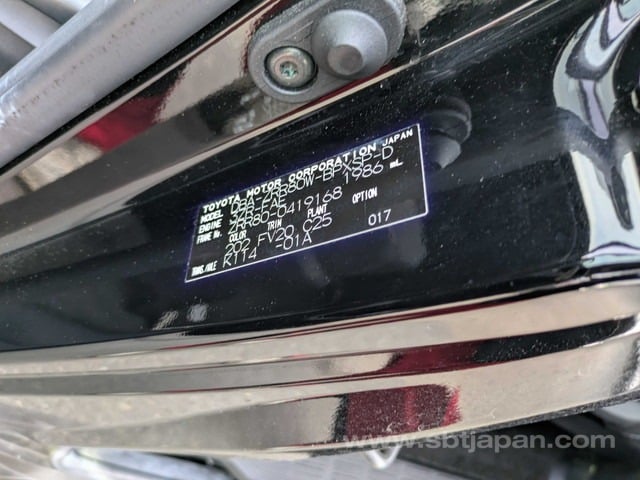 TOYOTA MOTOR CORPORATION JAPAN
MODEL DBA-ZRR80W-BPXSP-D
ENGINE 3ZR-FAE 1986 mL
FRAME No. ZRR80-0419168
COLOR TRIM PLANT OPTION
202 FV20 C25 017
TRANS/AXLE K114 -01A
www.sbtjapan.com